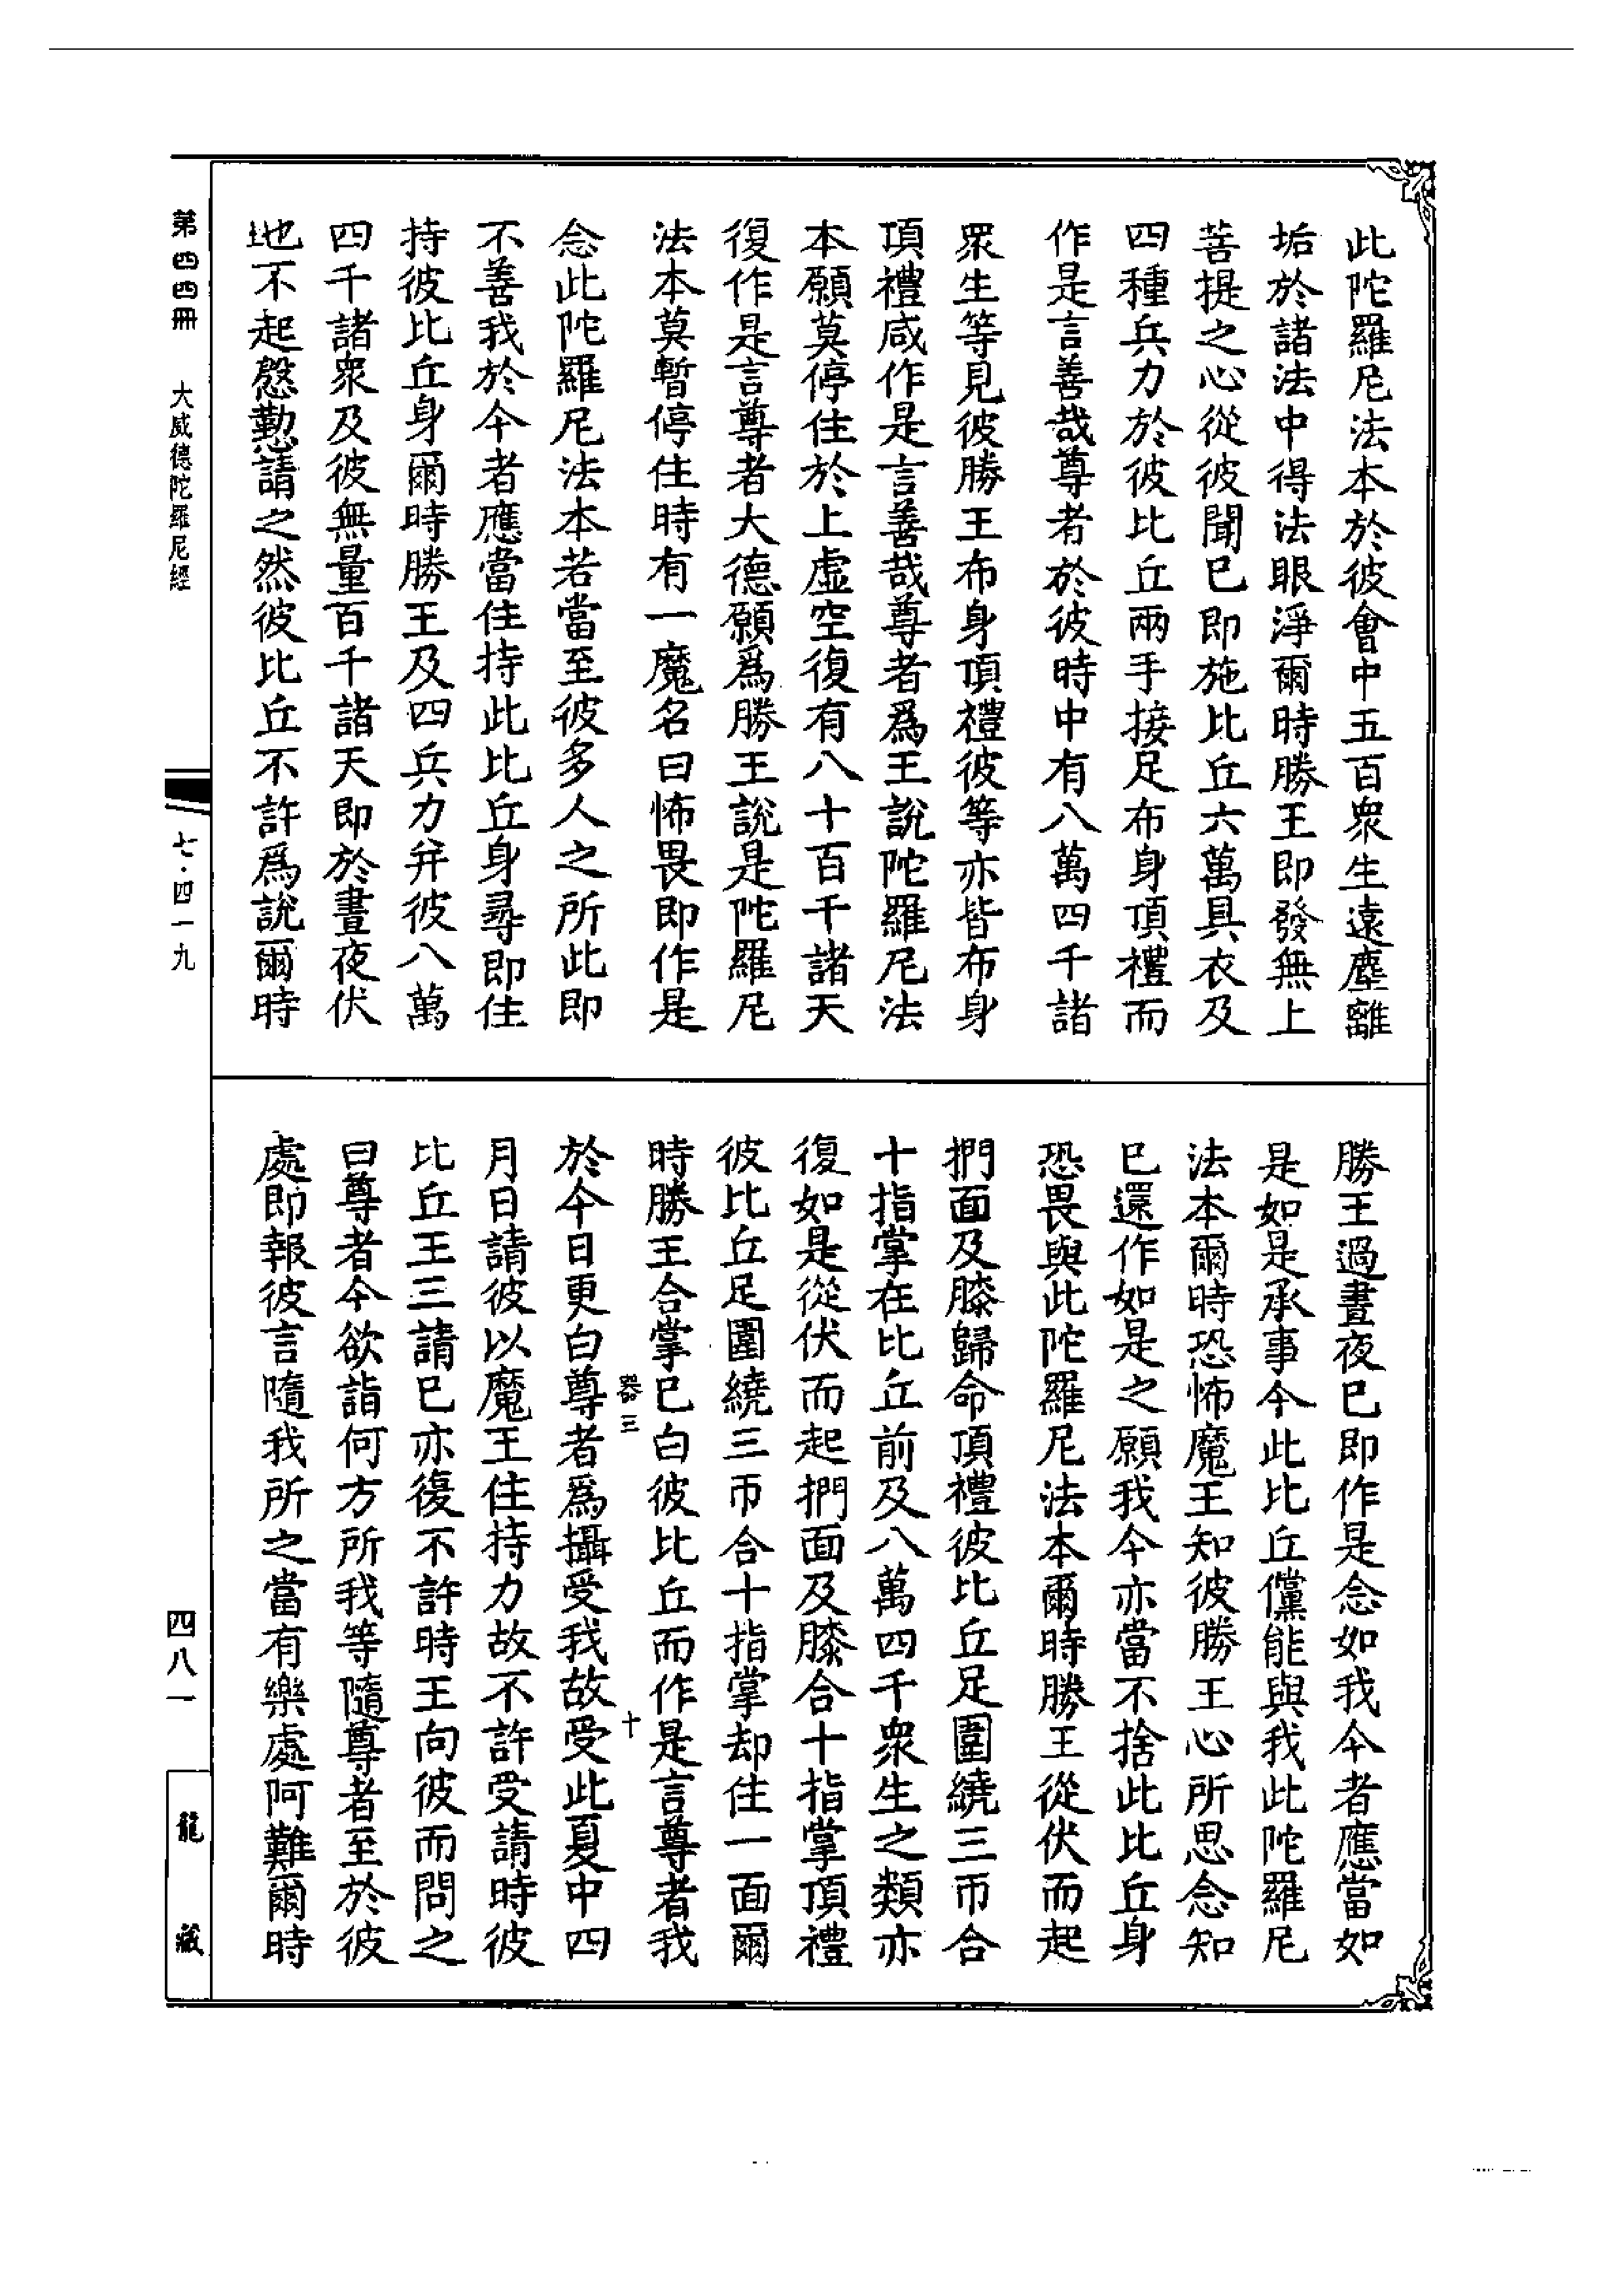 此陀羅尼法本於彼會中五百衆生遠塵離
垢於諸法中得法眼淨爾時勝王即發無上
菩提之心從彼聞已即施比丘六萬具衣及
四種兵力於彼比丘兩手接足布身頂禮而
作是言善哉尊者於彼時中有八萬四千諸
衆生等見彼勝王布身頂禮彼等亦皆布身
頂禮咸作是言善哉尊者爲王說陀羅尼法
本願莫停住於上虛空復有八十百千諸天
復作是言尊者大德願爲勝王說是陀羅尼
法本莫暫停住時有一魔名曰怖畏即作是
念此陀羅尼法本若當至彼多人之所此即
不善我於今者應當住持此比丘身尋即住
持彼比丘身爾時勝王及四兵力并彼八萬
四千諸衆及彼無量百千諸天即於晝夜伏
地不起慇懃請之然彼比丘不許爲說爾時
勝王過晝夜已即作是念如我今者應當如
是如是承事今此比丘儻能與我此陀羅尼
法本爾時恐怖魔王知彼勝王心所思念知
已還作如是之願我今亦當不捨此比丘身
恐畏與此陀羅尼法本爾時勝王從伏而起
捫面及膝歸命頂禮彼比丘足圍繞三帀合
十指掌在比丘前及八萬四千衆生之類亦
復如是從伏而起捫面及膝合十指掌頂禮
彼比丘足圍繞三帀合十指掌却住一面爾
時勝王合掌已白彼比丘而作是言尊者我
器三 十
於今日更白尊者爲攝受我故受此夏中四
月日請彼以魔王住持力故不許受請時彼
比丘王三請已亦復不許時王向彼而問之
曰尊者今欲詣何方所我等隨尊者至於彼
處即報彼言隨我所之當有樂處阿難爾時
第四四冊 大威德陀羅尼經
七·四一九
四八一
龍藏